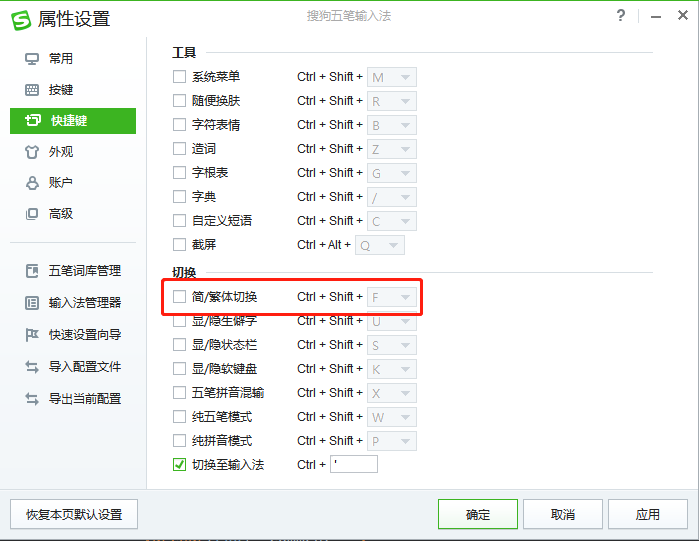 属性设置
搜狗五笔输入法
?
常用
按键
快捷键
外观
账户
高级
五笔词库管理
输入法管理器
快速设置向导
导入配置文件
导出当前配置
工具
系统菜单 Ctrl + Shift + M
随便换肤 Ctrl + Shift + R
字符表情 Ctrl + Shift + B
造词 Ctrl + Shift + Z
字根表 Ctrl + Shift + G
字典 Ctrl + Shift + /
自定义短语 Ctrl + Shift + C
截屏 Ctrl + Alt + Q
切换
简/繁体切换 Ctrl + Shift + F
显/隐生僻字 Ctrl + Shift + U
显/隐状态栏 Ctrl + Shift + S
显/隐软键盘 Ctrl + Shift + K
五笔拼音混输 Ctrl + Shift + X
纯五笔模式 Ctrl + Shift + W
纯拼音模式 Ctrl + Shift + P
切换至输入法 Ctrl + '
恢复本页默认设置
确定
取消
应用